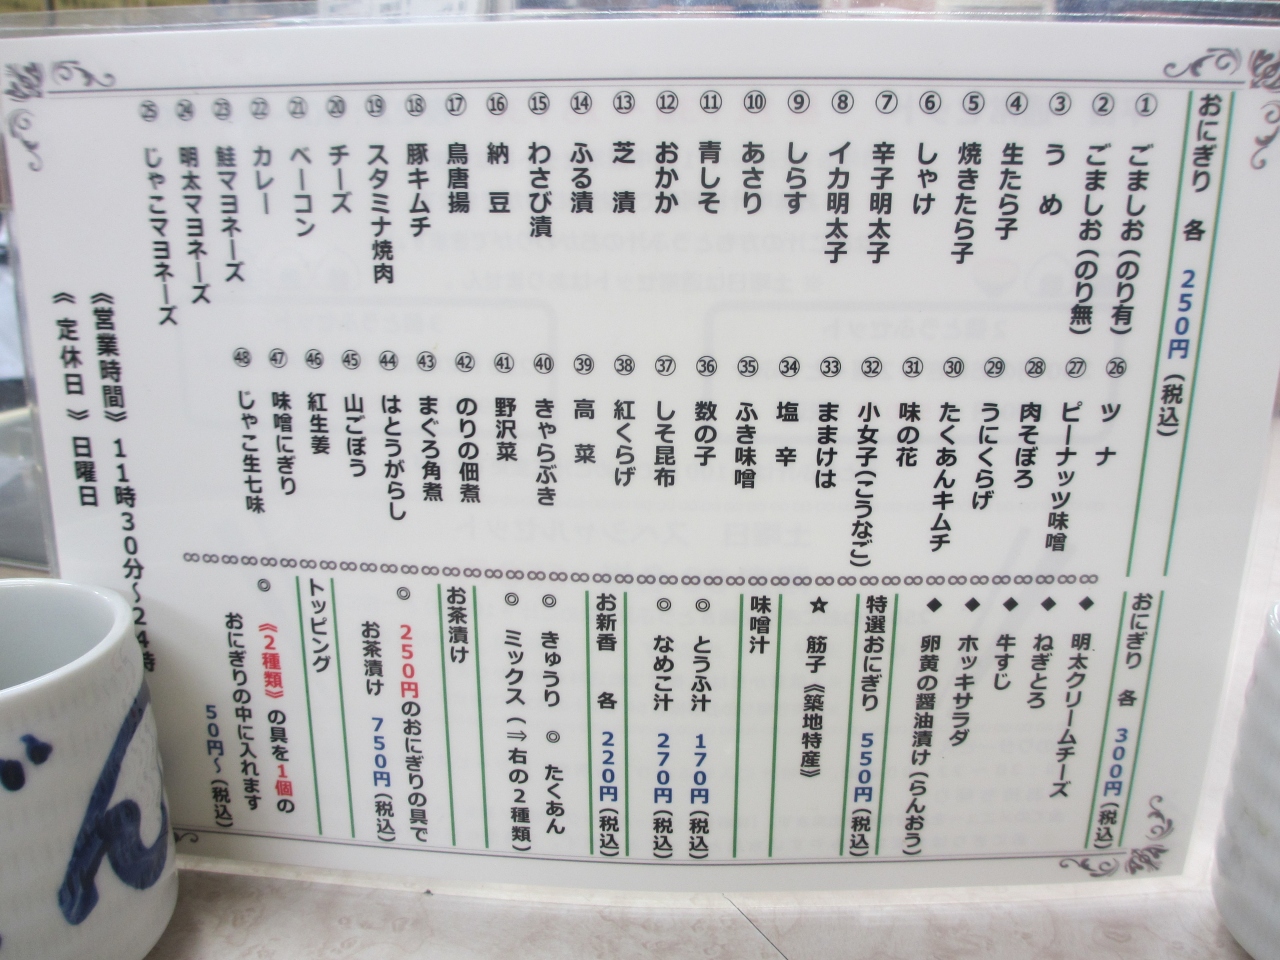 おにぎり 各 250円(税込)
① ごましお(のり有)
② ごましお(のり無)
③ うめ
④ 生たら子
⑤ 焼きたら子
⑥ しゃけ
⑦ 辛子明太子
⑧ イカ明太子
⑨ しらす
⑩ あさり
⑪ 青しそ
⑫ おかか
⑬ 芝漬
⑭ ふる漬
⑮ わさび漬
⑯ 納豆
⑰ 鳥唐揚
⑱ 豚キムチ
⑲ スタミナ焼肉
⑳ チーズ
㉑ ベーコン
㉒ カレー
㉓ 鮭マヨネーズ
㉔ 明太マヨネーズ
㉕ じゃこマヨネーズ
㉖ ツナ
㉗ ピーナッツ味噌
㉘ 肉そぼろ
㉙ うにくらげ
㉚ たくあんキムチ
㉛ 味の花
㉜ 小女子(こうなご)
㉝ ままけは
㉞ 塩辛
㉟ ふき味噌
㊱ 数の子
㊲ しそ昆布
㊳ 紅くらげ
㊴ 高菜
㊵ きゃらぶき
㊶ 野沢菜
㊷ のりの佃煮
㊸ まぐろ角煮
㊹ はとうがらし
㊺ 山ごぼう
㊻ 紅生姜
㊼ 味噌にぎり
㊽ じゃこ生七味
《営業時間》 11時30分~24時
《定休日》 日曜日
おにぎり 各 300円(税込)
◆ 明太クリームチーズ
◆ ねぎとろ
◆ 牛すじ
◆ ホッキサラダ
◆ 卵黄の醤油漬け(らんおう)
特選おにぎり 550円(税込)
☆ 筋子《築地特産》
味噌汁
◎ とうふ汁 170円(税込)
◎ なめこ汁 270円(税込)
お新香 各 220円(税込)
◎ きゅうり ◎ たくあん
◎ ミックス(⇒右の2種類)
お茶漬け
◎ 250円のおにぎりの具で
お茶漬け 750円(税込)
トッピング
◎ 《2種類》の具を1個の
おにぎりの中に入れます
50円~(税込)
ん